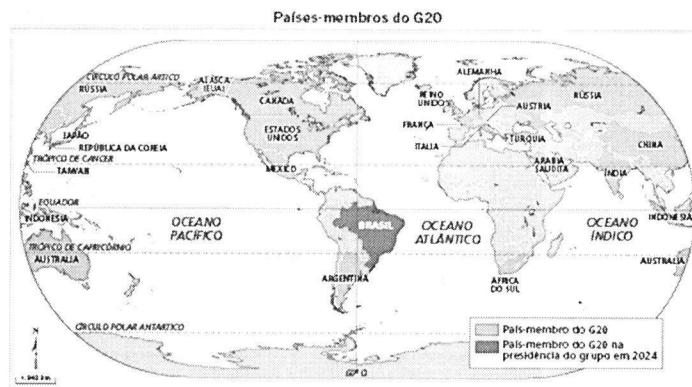 Países-membros do G20
CÍRCULO POLAR ÁRTICO
ALASCA
(EUA)
RÚSSIA
CANADÁ
ESTADOS
UNIDOS
MÉXICO
JAPÃO
REPÚBLICA DA COREIA
TRÓPICO DE CÂNCER
TAIWAN
EQUADOR
INDONÉSIA
TRÓPICO DE CAPRICÓRNIO
AUSTRÁLIA
OCEANO
PACÍFICO
BRASIL
ARGENTINA
OCEANO
ATLÂNTICO
ALEMANHA
REINO
UNIDO
FRANÇA
ITÁLIA
AUSTRIA
TURQUIA
RÚSSIA
CHINA
ARÁBIA
SAUDITA
ÍNDIA
INDONÉSIA
OCEANO
ÍNDICO
AUSTRÁLIA
ÁFRICA
DO SUL
CÍRCULO POLAR ANTÁRTICO
N
País-membro do G20
País-membro do G20 na
presidência do grupo em 2024